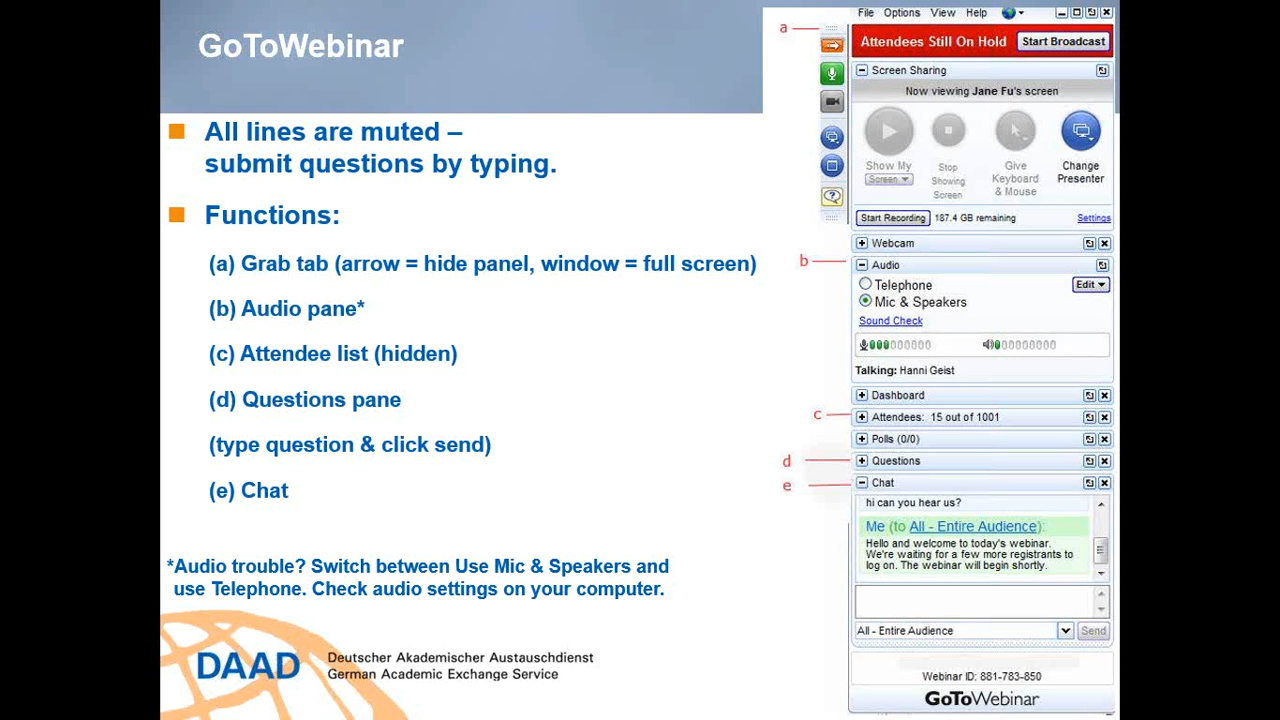 GoToWebinar
All lines are muted –
submit questions by typing.
Functions:
(a) Grab tab (arrow = hide panel, window = full screen)
(b) Audio pane*
(c) Attendee list (hidden)
(d) Questions pane
(type question & click send)
(e) Chat
*Audio trouble? Switch between Use Mic & Speakers and
use Telephone. Check audio settings on your computer.
DAAD
Deutscher Akademischer Austauschdienst
German Academic Exchange Service
a
b
c
d
e
File Options View Help
Attendees Still On Hold Start Broadcast
Screen Sharing
Now viewing Jane Fu's screen
Show My
Screen
Stop
Showing
Screen
Give
Keyboard
& Mouse
Change
Presenter
Start Recording 187.4 GB remaining Settings
Webcam
Audio
Telephone Edit
Mic & Speakers
Sound Check
Talking: Hanni Geist
Dashboard
Attendees: 15 out of 1001
Polls (0/0)
Questions
Chat
hi can you hear us?
Me (to All - Entire Audience):
Hello and welcome to today's webinar.
We're waiting for a few more registrants to
log on. The webinar will begin shortly.
All - Entire Audience Send
Webinar ID: 881-783-850
GoToWebinar